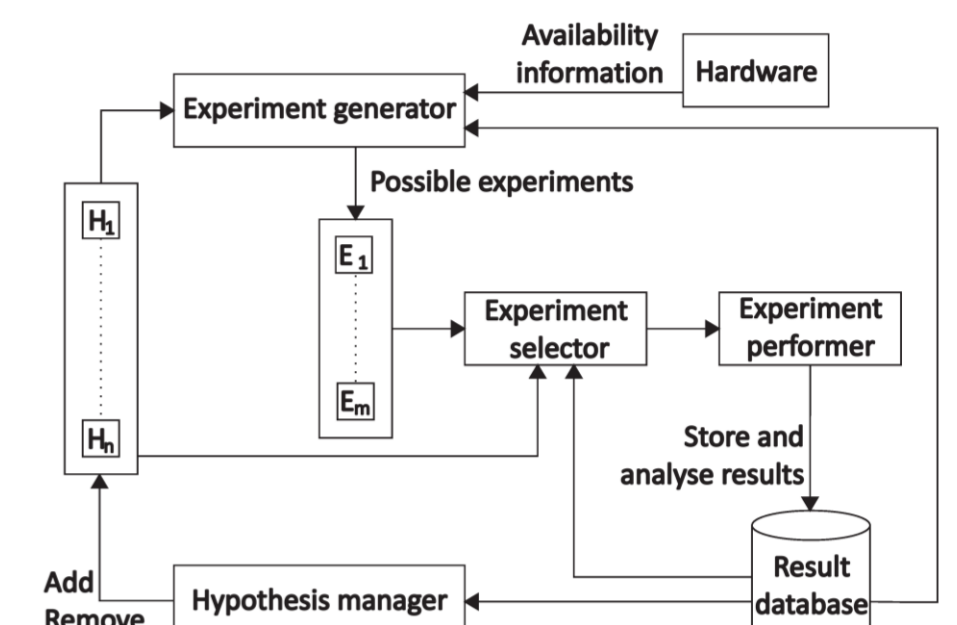 Availability
information
Hardware
Experiment generator
Possible experiments
H1
E1
Experiment
selector
Experiment
performer
Em
Hn
Store and
analyse results
Result
database
Add
Remove
Hypothesis manager